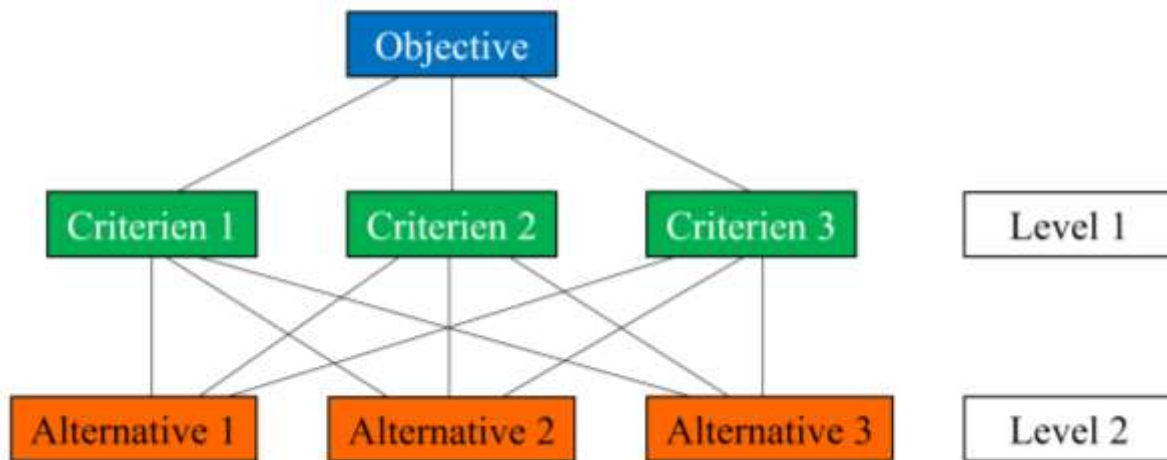 Objective
Criterien 1 Criterien 2 Criterien 3 Level 1
Alternative 1 Alternative 2 Alternative 3 Level 2